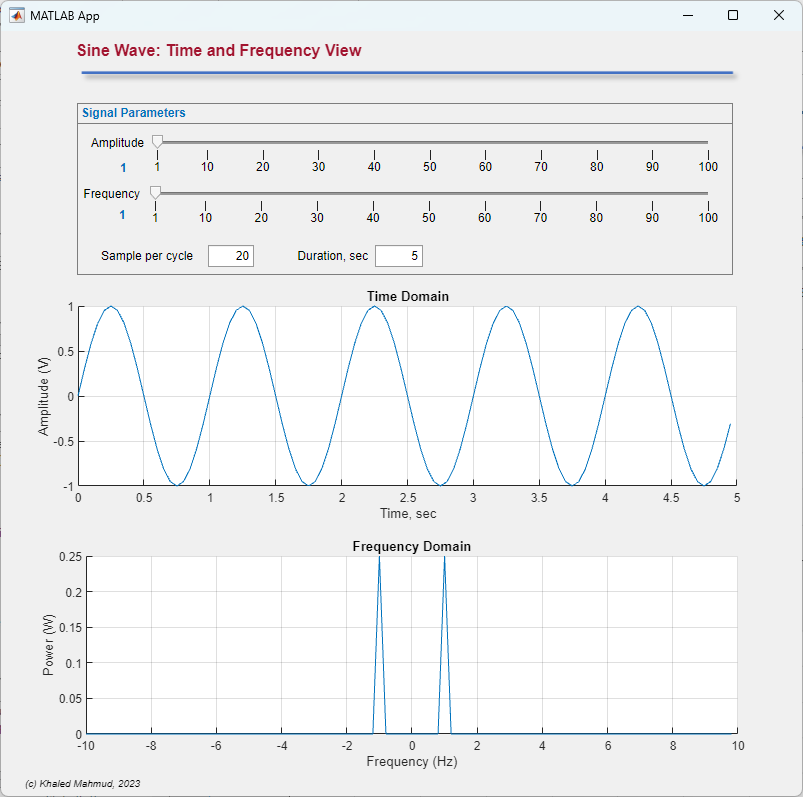 MATLAB App
Sine Wave: Time and Frequency View
Signal Parameters
Amplitude
1
1 10 20 30 40 50 60 70 80 90 100
Frequency
1
1 10 20 30 40 50 60 70 80 90 100
Sample per cycle 20 Duration, sec 5
Time Domain
Amplitude (V)
1
0.5
0
-0.5
-1
0 0.5 1 1.5 2 2.5 3 3.5 4 4.5 5
Time, sec
Frequency Domain
Power (W)
0.25
0.2
0.15
0.1
0.05
0
-10 -8 -6 -4 -2 0 2 4 6 8 10
Frequency (Hz)
(c) Khaled Mahmud, 2023